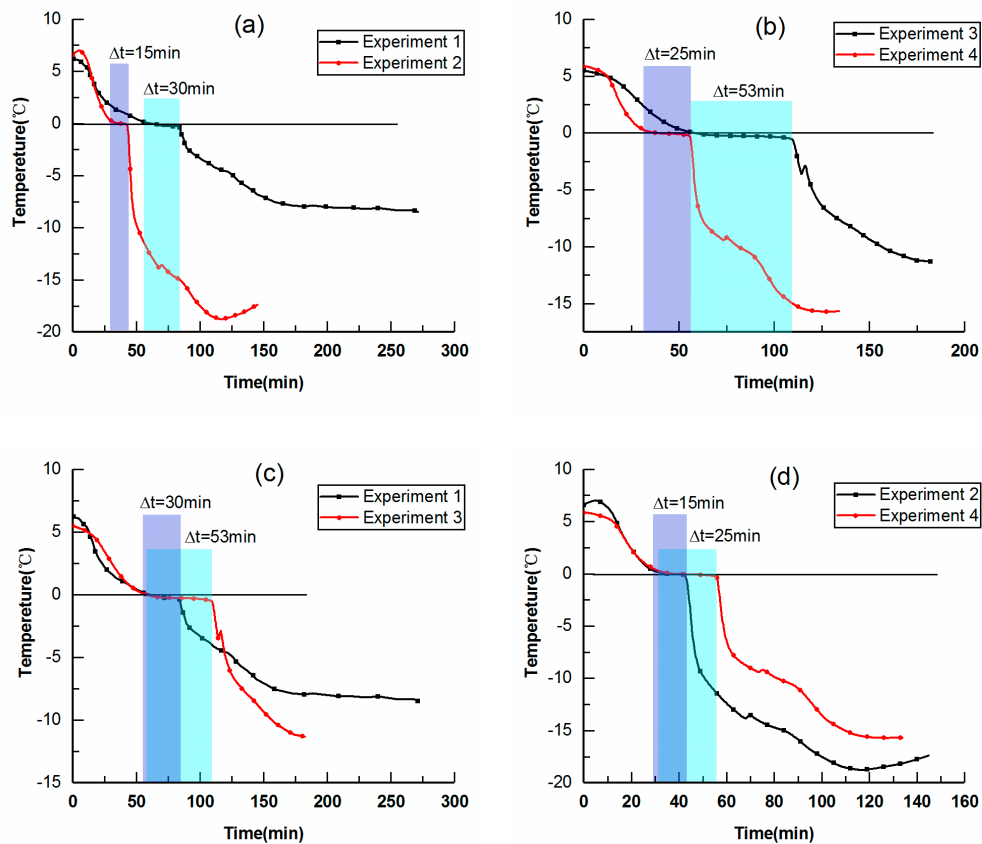 (a)
Experiment 1
Experiment 2
Δt=15min
Δt=30min
10
5
0
-5
-10
-15
-20
Tempereture(℃)
0 50 100 150 200 250 300
Time(min)
(b)
Experiment 3
Experiment 4
Δt=25min
Δt=53min
10
5
0
-5
-10
-15
Tempereture(℃)
0 50 100 150 200
Time(min)
(c)
Experiment 1
Experiment 3
Δt=30min
Δt=53min
10
5
0
-5
-10
-15
Tempereture(℃)
0 50 100 150 200 250 300
Time(min)
(d)
Experiment 2
Experiment 4
Δt=15min
Δt=25min
10
5
0
-5
-10
-15
-20
Tempereture(℃)
0 20 40 60 80 100 120 140 160
Time(min)